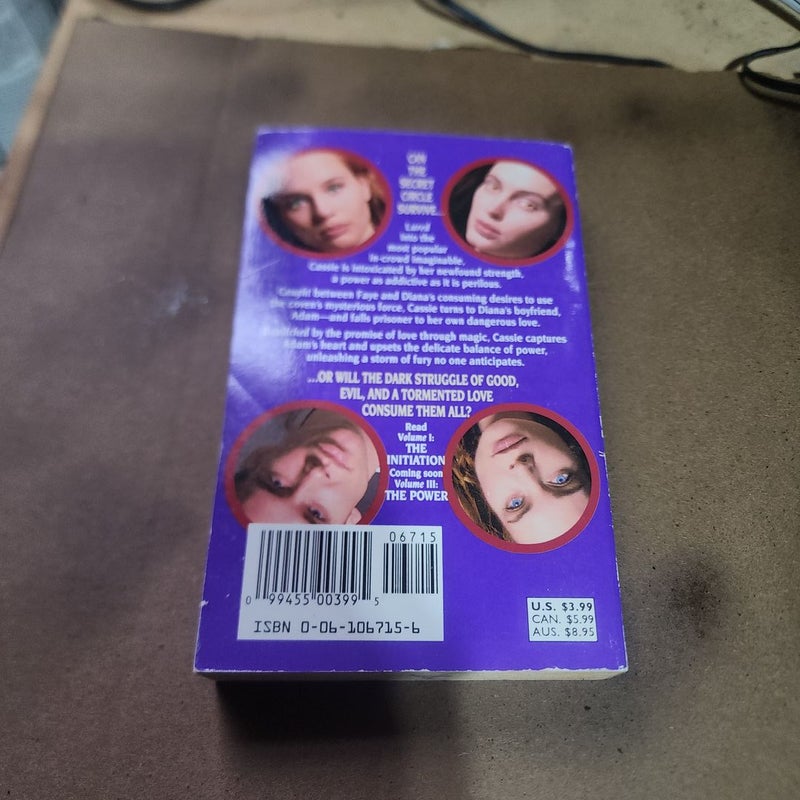 CAN
THE
SECRET
CIRCLE
SURVIVE...
Lured
into the
most popular
in-crowd imaginable,
Cassie is intoxicated by her newfound strength,
a power as addictive as it is perilous.
Caught between Faye and Diana's consuming desires to use
the coven's mysterious force, Cassie turns to Diana's boyfriend,
Adam—and falls prisoner to her own dangerous love.
Bewitched by the promise of love through magic, Cassie captures
Adam's heart and upsets the delicate balance of power,
unleashing a storm of fury no one anticipates.
...OR WILL THE DARK STRUGGLE OF GOOD,
EVIL, AND A TORMENTED LOVE
CONSUME THEM ALL?
Read
Volume I:
THE
INITIATION
Coming soon
Volume III:
THE POWER
06715
0 99455 00399 5
ISBN 0-06-106715-6
U.S. $3.99
CAN. $5.99
AUS. $8.95